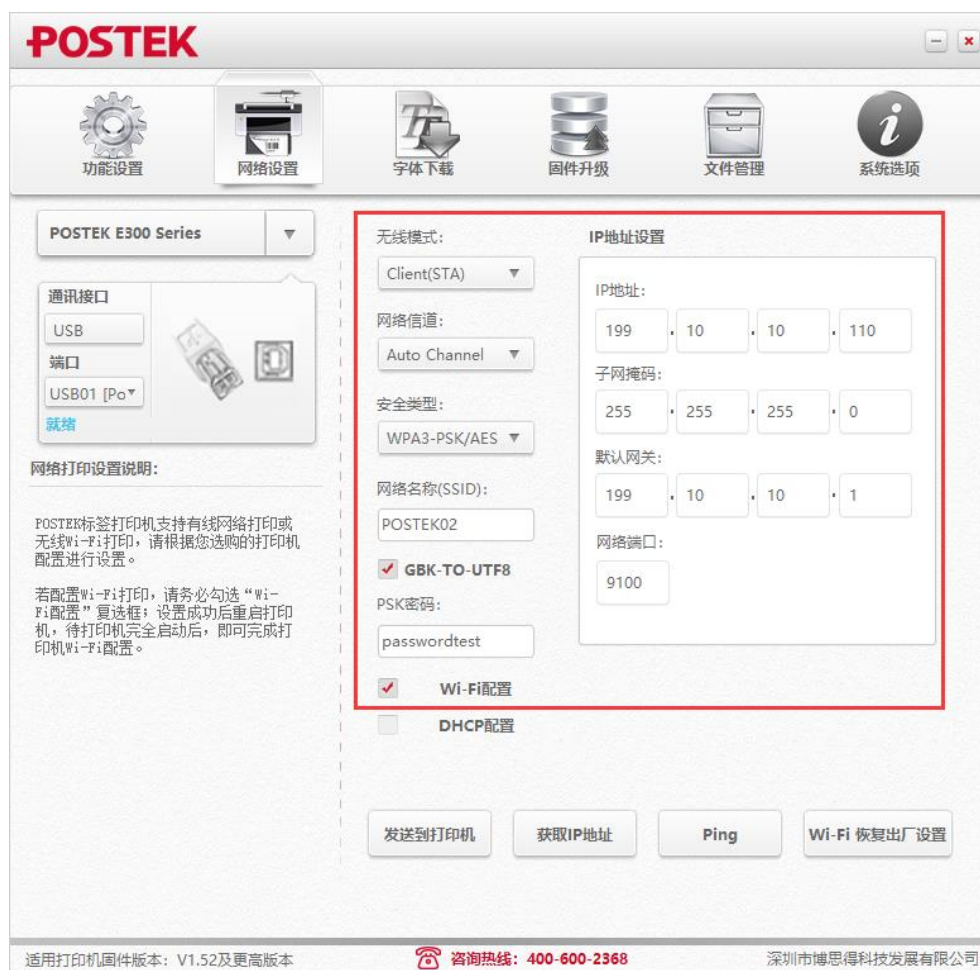 POSTEK
功能设置
网络设置
字体下载
固件升级
文件管理
系统选项
POSTEK E300 Series
通讯接口
USB
端口
USB01 [Po
就绪
网络打印设置说明:
POSTEK标签打印机支持有线网络打印或
无线Wi-Fi打印，请根据您选购的打印机
配置进行设置。
若配置Wi-Fi打印，请务必勾选“Wi-
Fi配置”复选框；设置成功后重启打印
机，待打印机完全启动后，即可完成打
印机Wi-Fi配置。
无线模式:
Client(STA)
网络信道:
Auto Channel
安全类型:
WPA3-PSK/AES
网络名称(SSID):
POSTEK02
GBK-TO-UTF8
PSK密码:
passwordtest
Wi-Fi配置
DHCP配置
IP地址设置
IP地址:
199 . 10 . 10 . 110
子网掩码:
255 . 255 . 255 . 0
默认网关:
199 . 10 . 10 . 1
网络端口:
9100
发送到打印机
获取IP地址
Ping
Wi-Fi 恢复出厂设置
适用打印机固件版本：V1.52及更高版本
咨询热线：400-600-2368
深圳市博思得科技发展有限公司